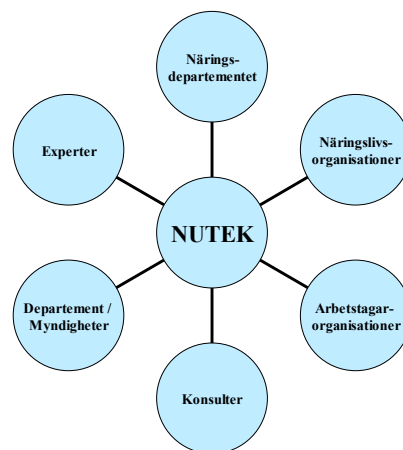 Närings-
departementet
Experter
Näringslivs-
organisationer
NUTEK
Departement /
Myndigheter
Arbetstagar-
organisationer
Konsulter